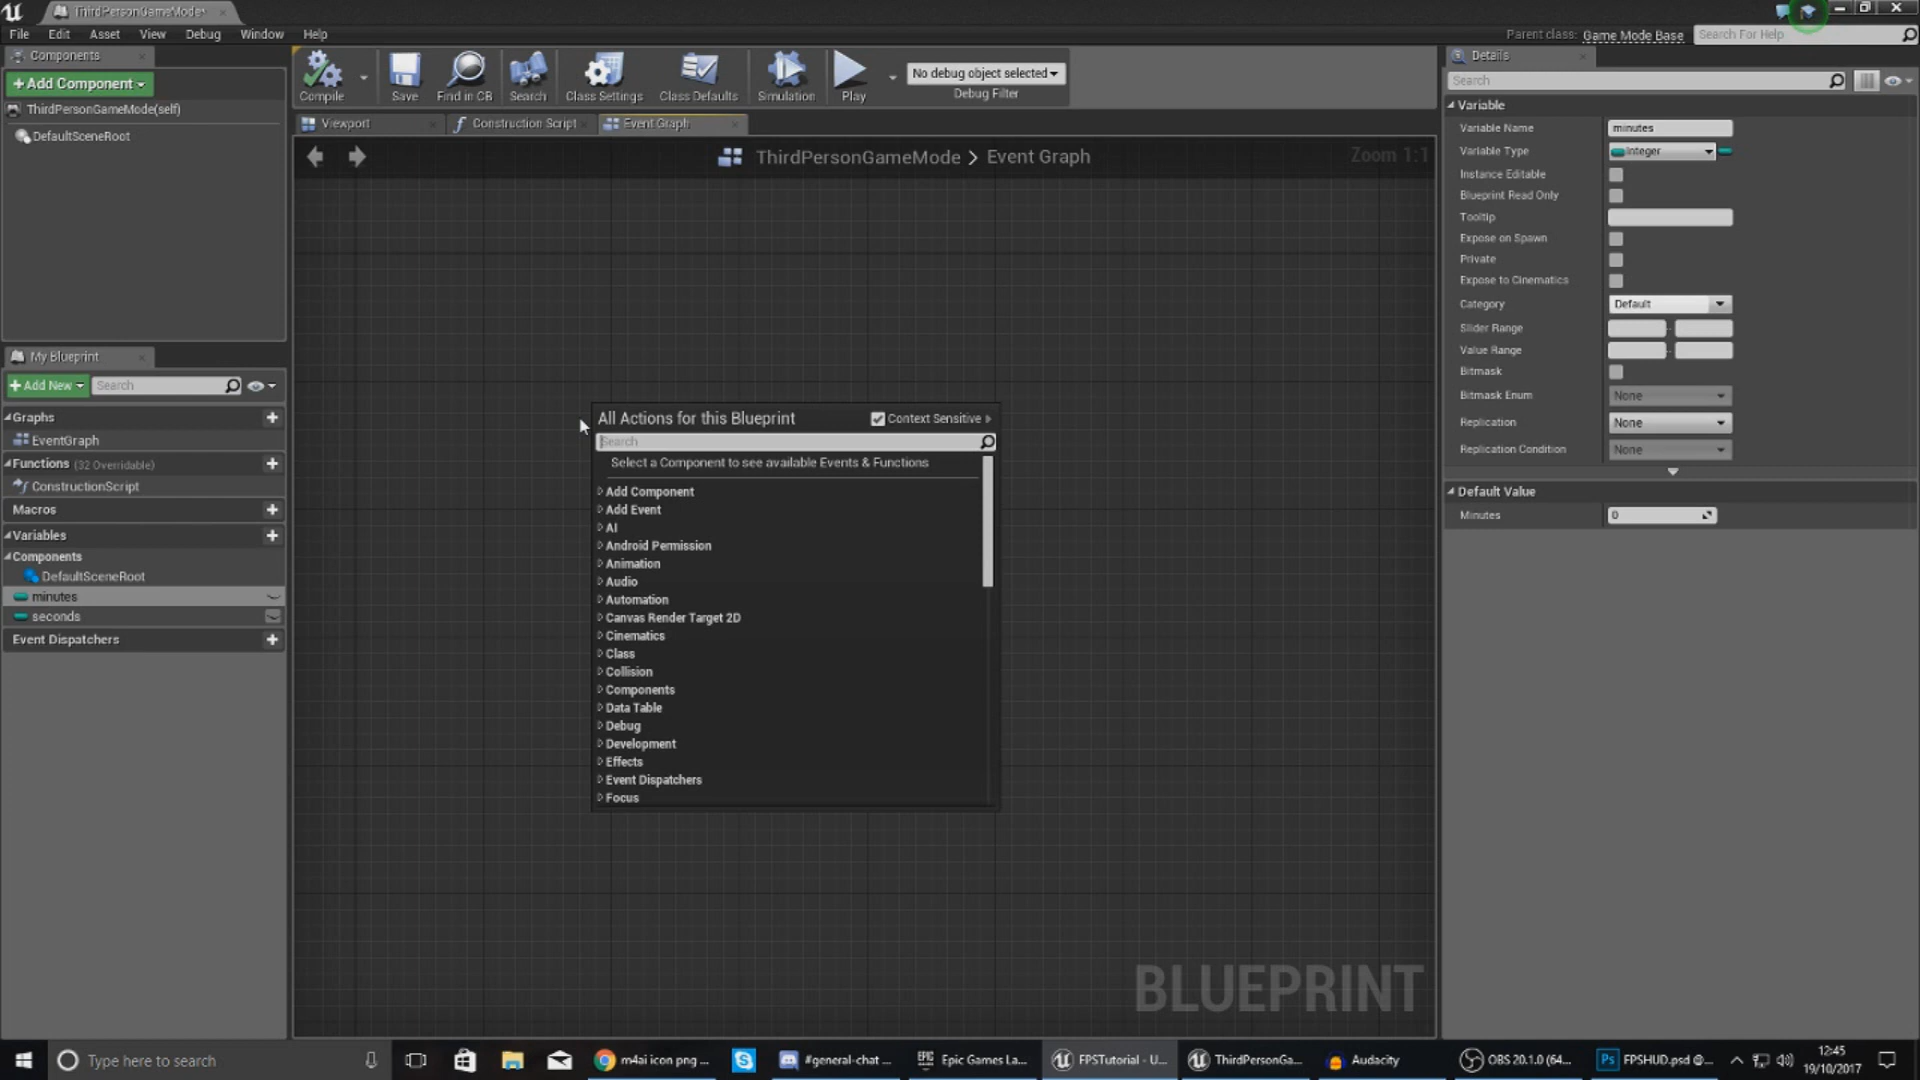 ThirdPersonGameMode*
File Edit Asset View Debug Window Help
Parent class: Game Mode Base
Search For Help
Components
+Add Component
ThirdPersonGameMode(self)
DefaultSceneRoot
Compile
Save
Find in CB
Search
Class Settings
Class Defaults
Simulation
Play
No debug object selected
Debug Filter
Viewport
Construction Script
Event Graph
ThirdPersonGameMode > Event Graph
Zoom 1:1
My Blueprint
+Add New
Search
Graphs
EventGraph
Functions (32 Overridable)
ConstructionScript
Macros
Variables
Components
DefaultSceneRoot
minutes
seconds
Event Dispatchers
All Actions for this Blueprint
Context Sensitive
Search
Select a Component to see available Events & Functions
Add Component
Add Event
AI
Android Permission
Animation
Audio
Automation
Canvas Render Target 2D
Cinematics
Class
Collision
Components
Data Table
Debug
Development
Effects
Event Dispatchers
Focus
BLUEPRINT
Details
Search
Variable
Variable Name minutes
Variable Type Integer
Instance Editable
Blueprint Read Only
Tooltip
Expose on Spawn
Private
Expose to Cinematics
Category Default
Slider Range
Value Range
Bitmask
Bitmask Enum None
Replication None
Replication Condition None
Default Value
Minutes 0
Type here to search
m4ai icon png ...
#general-chat ...
EPIC GAMES
Epic Games La...
FPSTutorial - U...
ThirdPersonGa...
Audacity
OBS 20.1.0 (64...
Ps
FPSHUD.psd @...
12:45
19/10/2017